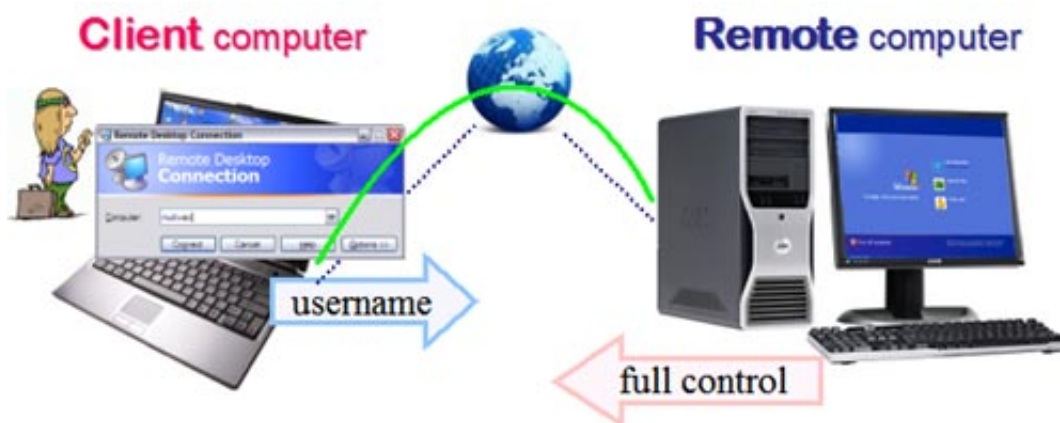 Client computer
Remote computer
Remote Desktop Connection
Remote Desktop
Connection
Computer:
Connect
Cancel
Help
Options >>
username
full control